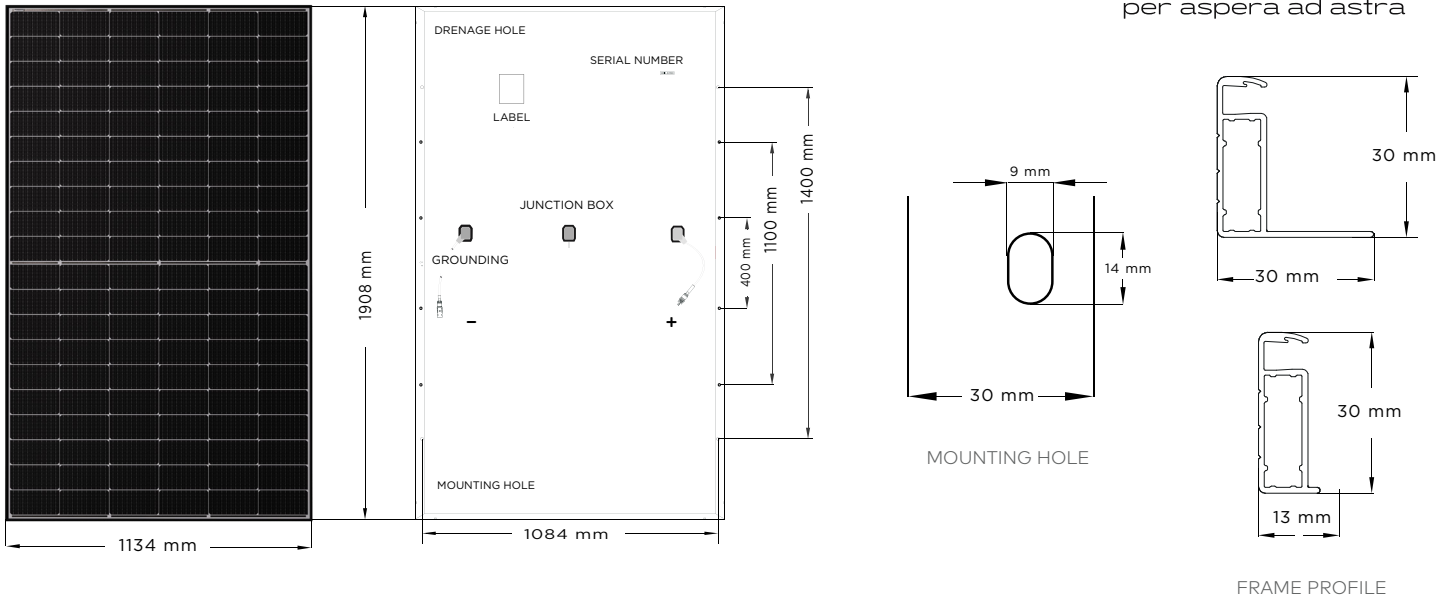 per aspera ad astra
DRENAGE HOLE
SERIAL NUMBER
LABEL
JUNCTION BOX
GROUNDING
– +
MOUNTING HOLE
1134 mm
1908 mm
1084 mm
400 mm
1100 mm
1400 mm
9 mm
14 mm
30 mm
MOUNTING HOLE
30 mm
30 mm
30 mm
13 mm
FRAME PROFILE